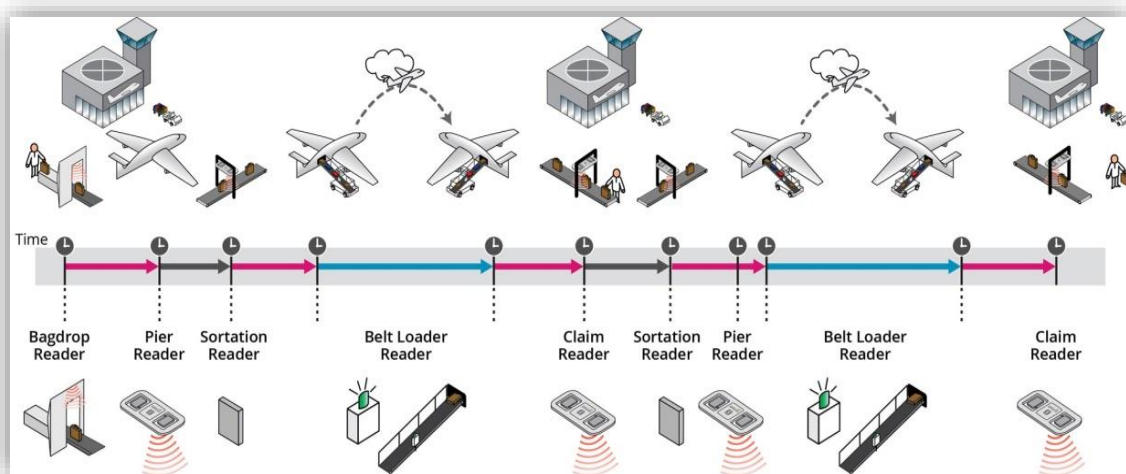 Time
Bagdrop
Reader
Pier
Reader
Sortation
Reader
Belt Loader
Reader
Claim
Reader
Sortation
Reader
Pier
Reader
Belt Loader
Reader
Claim
Reader